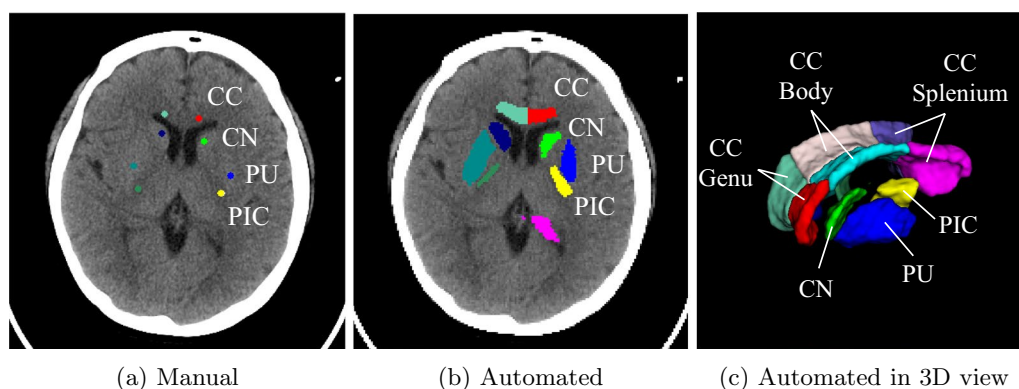 CC
CN
PU
PIC
CC
CN
PU
PIC
CC
Body
CC
Splenium
CC
Genu
PIC
PU
CN
(a) Manual
(b) Automated
(c) Automated in 3D view